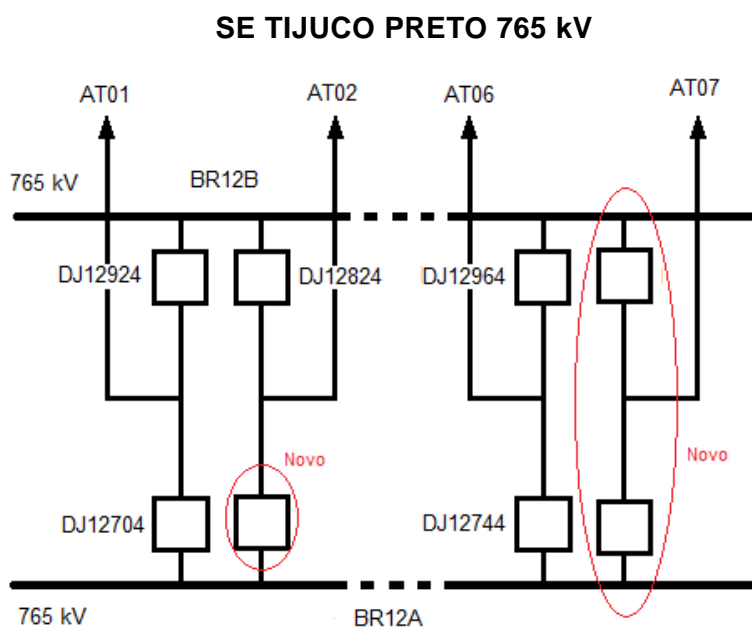 SE TIJUCO PRETO 765 kV
AT01
AT02
AT06
AT07
765 kV
BR12B
DJ12924
DJ12824
DJ12964
Novo
Novo
DJ12704
DJ12744
765 kV
BR12A